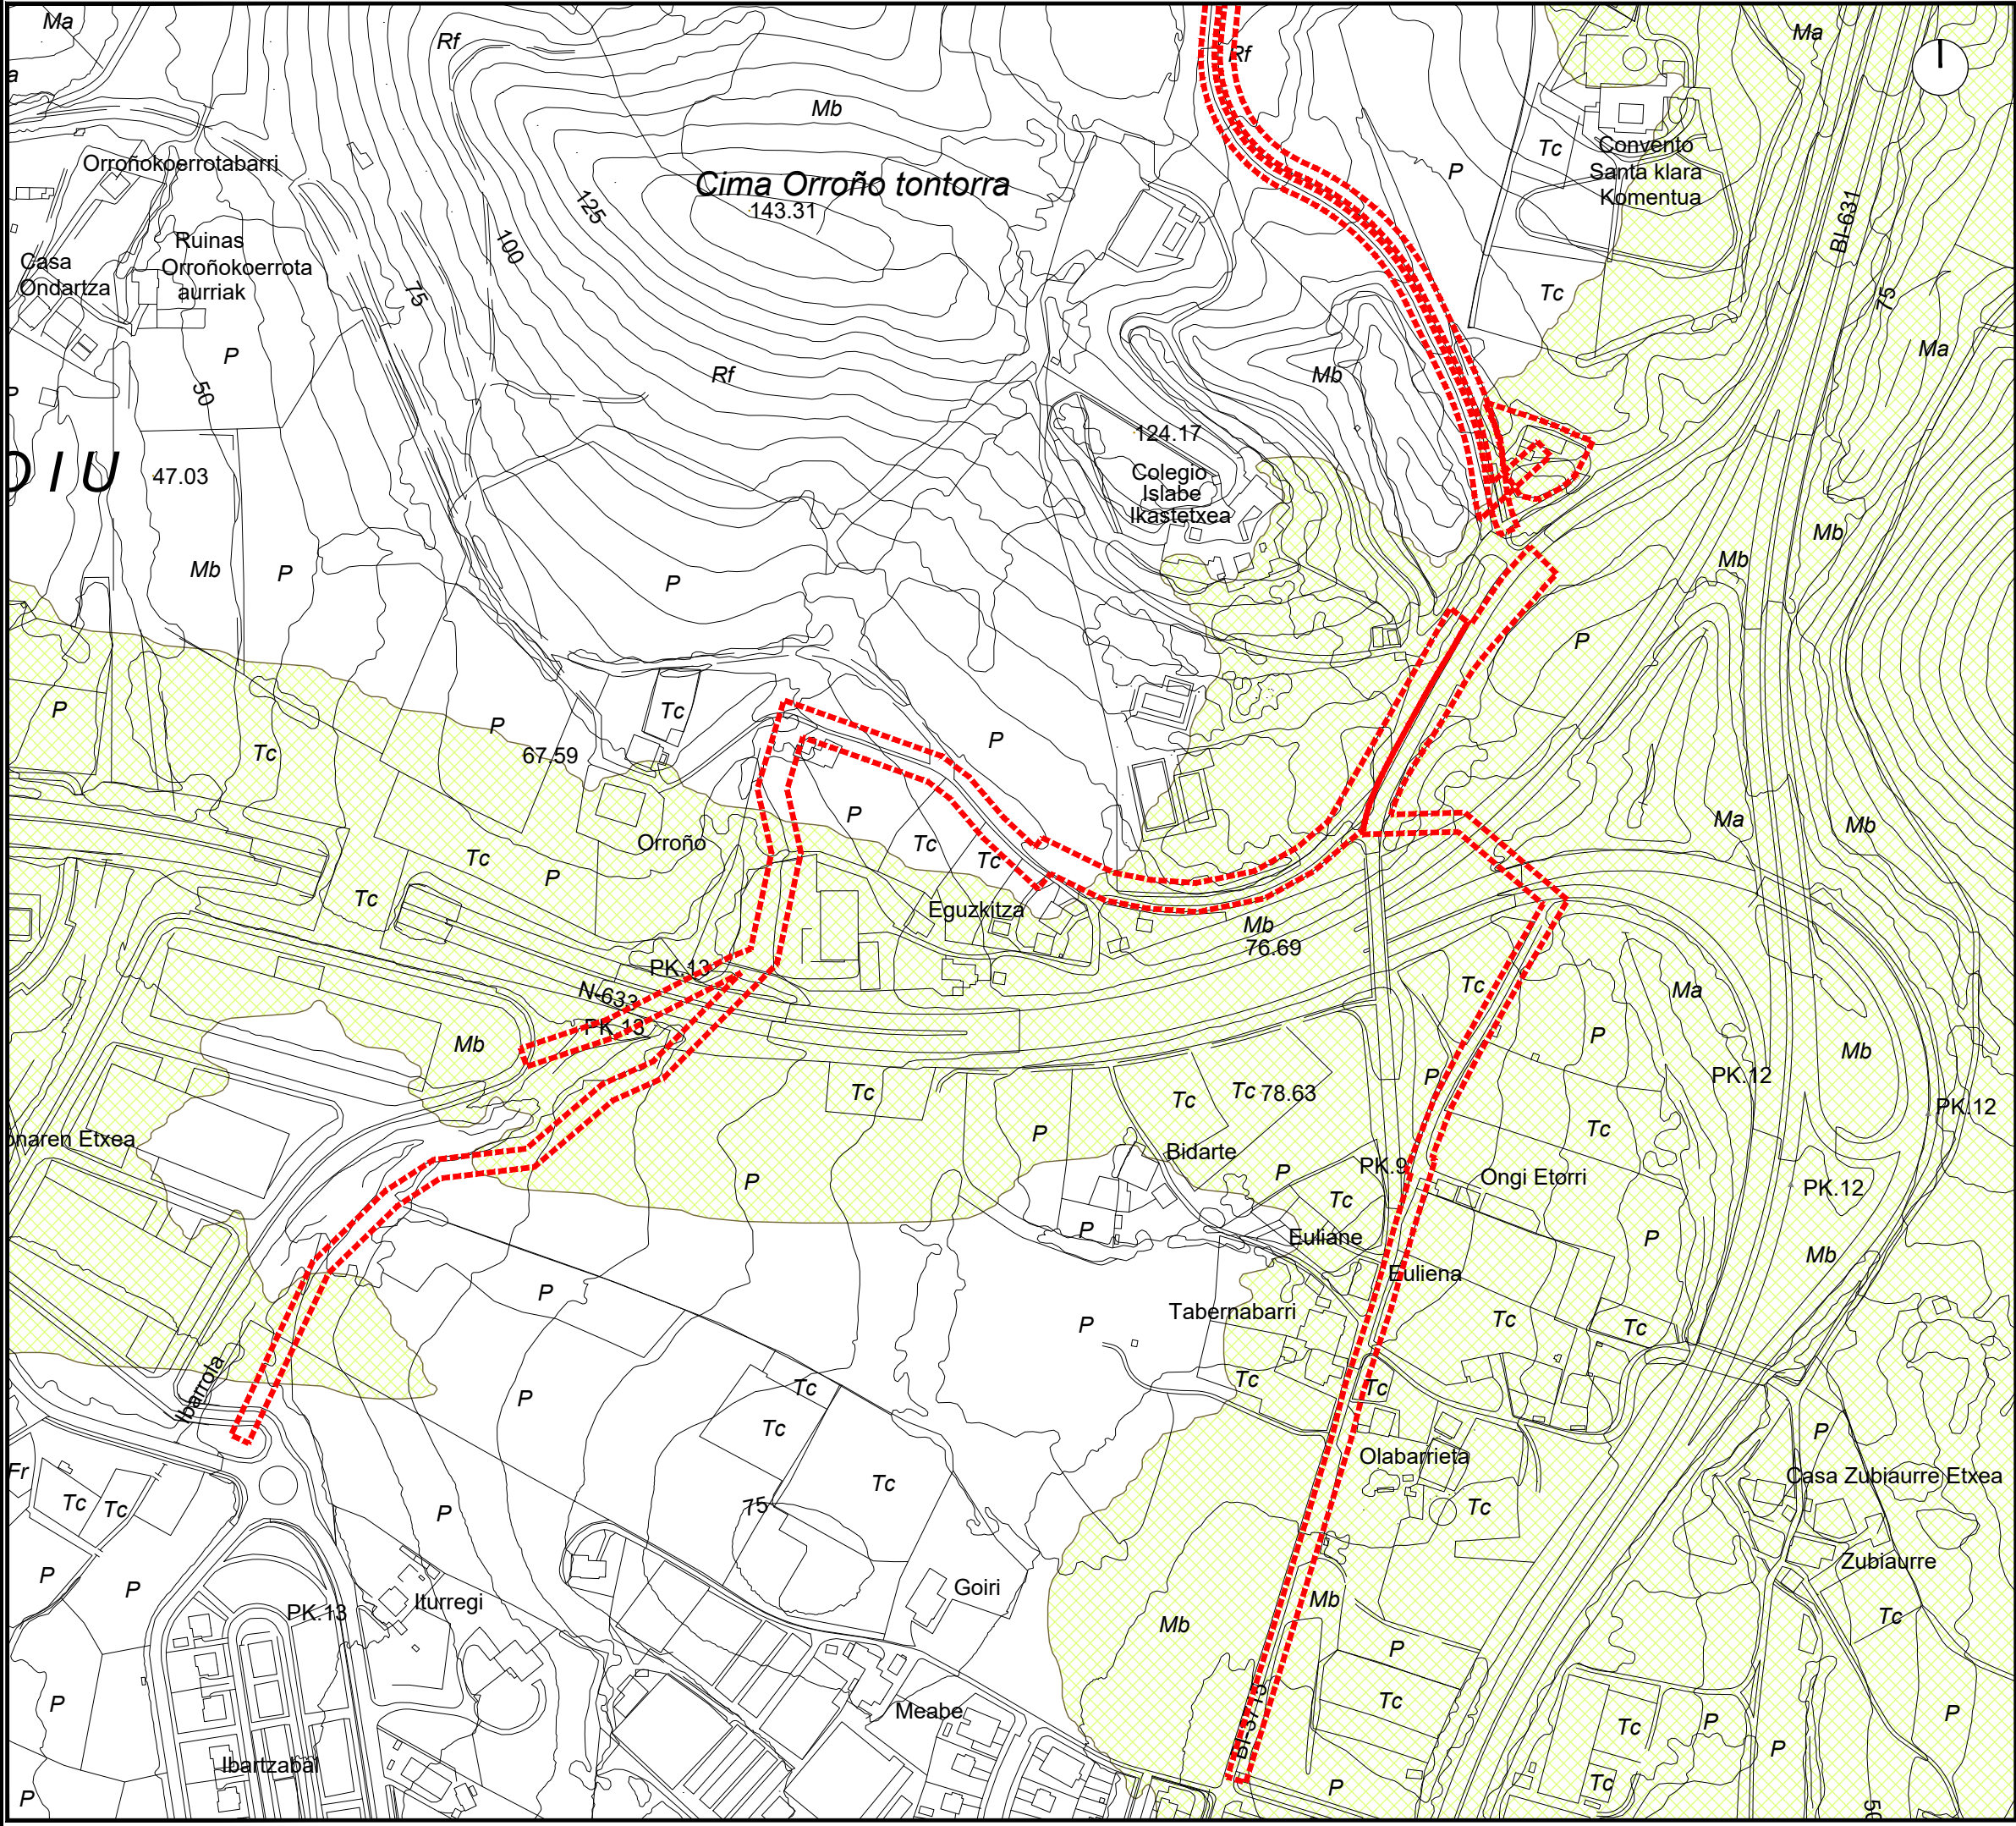 Ma
Rf
Rf
Ma
Mb
Orroñokoerrotabarri
Cima Orroño tontorra
143.31
125
100
75
Tc
P
Convento
Santa klara
Komentua
BI-631
75
Ruinas
Orroñokoerrota
aurriak
Casa
Ondartza
Tc
Ma
P
50
Rf
Mb
P
47.03
124.17
Colegio
Islabe
Ikastetxea
Mb
P
Mb
Mb
P
P
P
Tc
P
67.59
Tc
P
P
Tc
Tc
Orroño
Tc
P
Tc
Eguzkitza
Mb
76.69
Ma
Mb
PK.13
N-633
PK.13
Mb
Tc
Ma
P
Mb
PK.12
PK.12
PK.12
Tc
Tc
Tc
78.63
P
Tc
P
Bidarte
P
PK.9
Tc
Ongi Etorri
P
P
Euliane
Euliena
P
Mb
Tabernabarri
P
P
Tc
Tc
Ibarrola
P
Tc
Tc
Tc
Tc
Tc
Olabarrieta
Tc
P
Casa Zubiaurre Etxea
Fr
Tc
Tc
75
P
P
P
PK.13
Iturregi
Goiri
Mb
Mb
Zubiaurre
Tc
P
P
Meabe
BI-3715
Tc
Tc
P
P
P
Ibartzabal
P
P
Tc